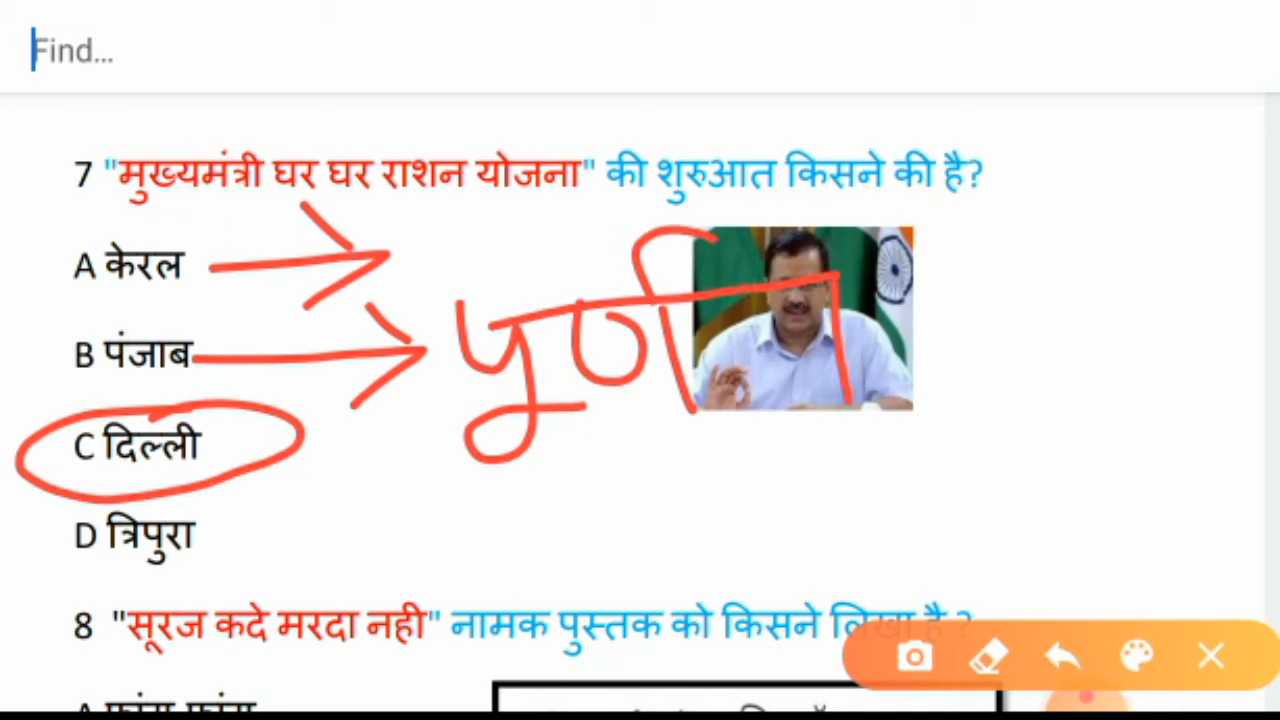 Find...
7 "मुख्यमंत्री घर घर राशन योजना" की शुरुआत किसने की है?
A केरल
B पंजाब
पूर्ण
C दिल्ली
D त्रिपुरा
8 "सूरज कदे मरदा नही" नामक पुस्तक को किसने लिखा है ?
A